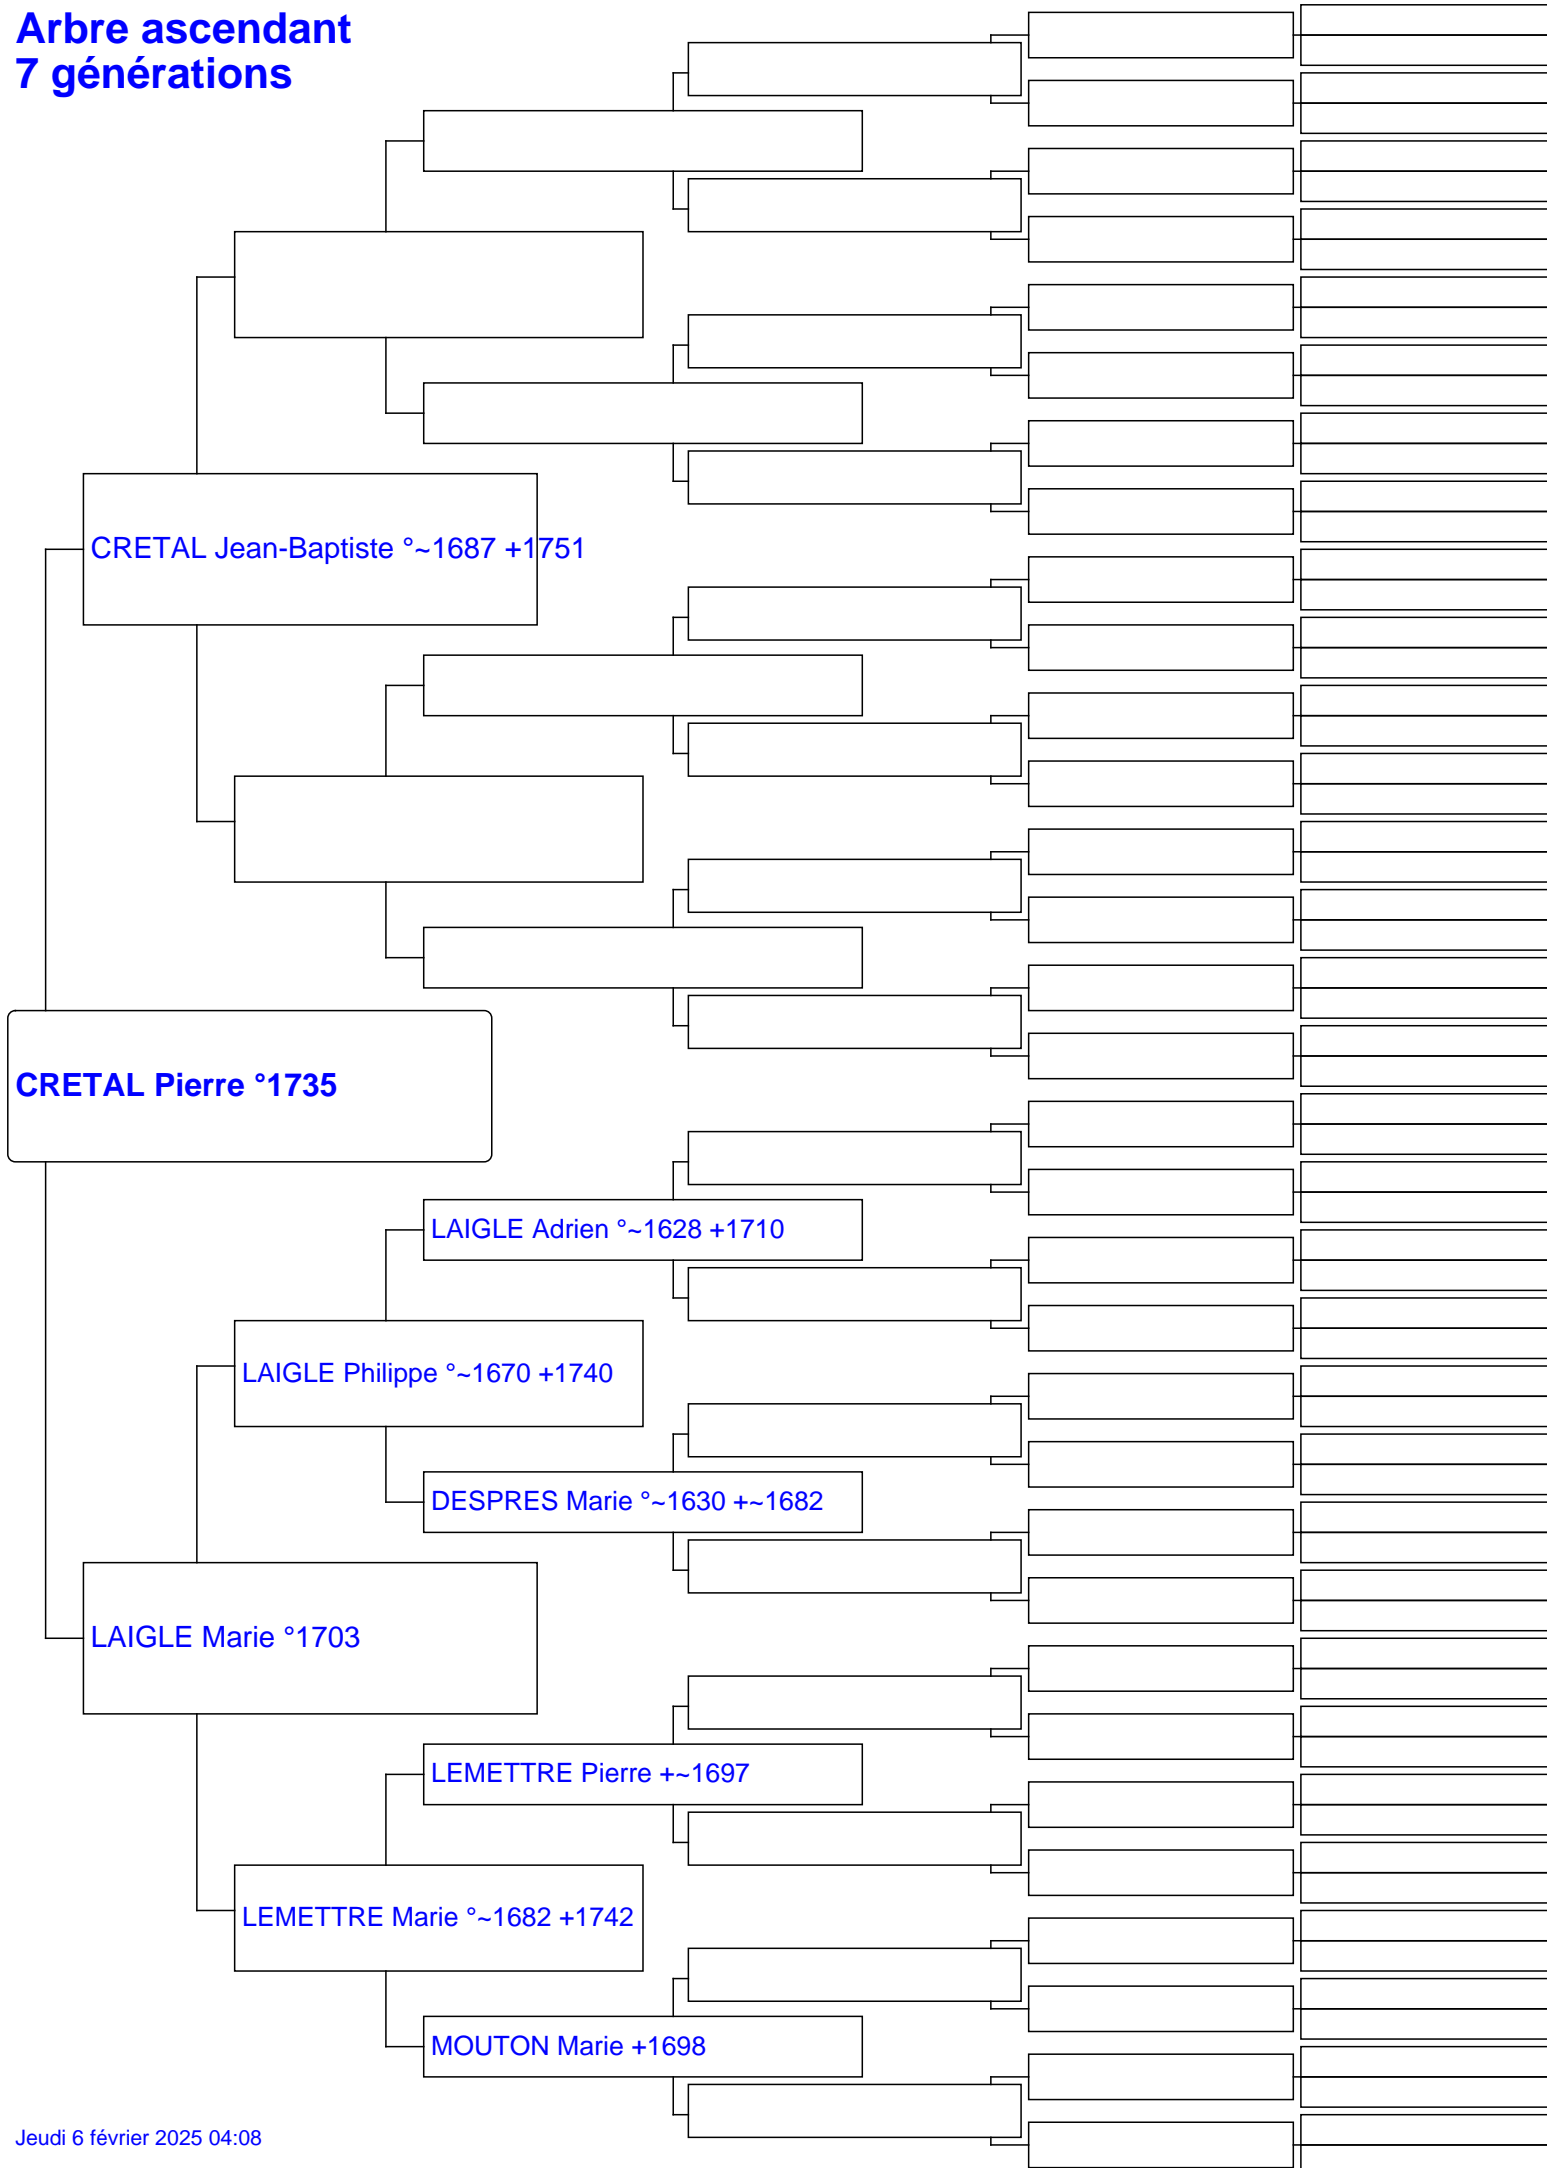 Arbre ascendant
7 générations
CRETAL Jean-Baptiste °~1687 +1751
CRETAL Pierre °1735
LAIGLE Adrien °~1628 +1710
LAIGLE Philippe °~1670 +1740
DESPRES Marie °~1630 +~1682
LAIGLE Marie °1703
LEMETTRE Pierre +~1697
LEMETTRE Marie °~1682 +1742
MOUTON Marie +1698
Jeudi 6 février 2025 04:08